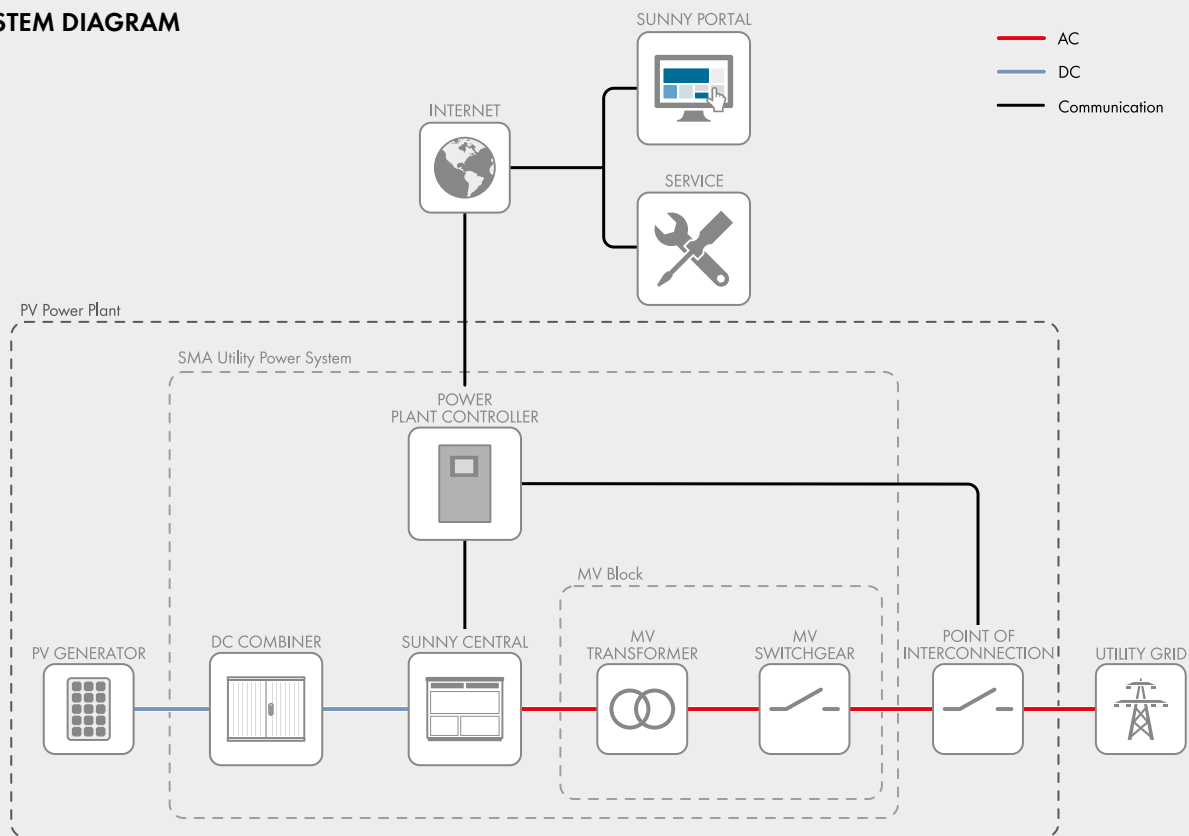 STEM DIAGRAM
SUNNY PORTAL
AC
DC
Communication
INTERNET
SERVICE
PV Power Plant
SMA Utility Power System
POWER
PLANT CONTROLLER
MV Block
PV GENERATOR
DC COMBINER
SUNNY CENTRAL
MV
TRANSFORMER
MV
SWITCHGEAR
POINT OF
INTERCONNECTION
UTILITY GRID